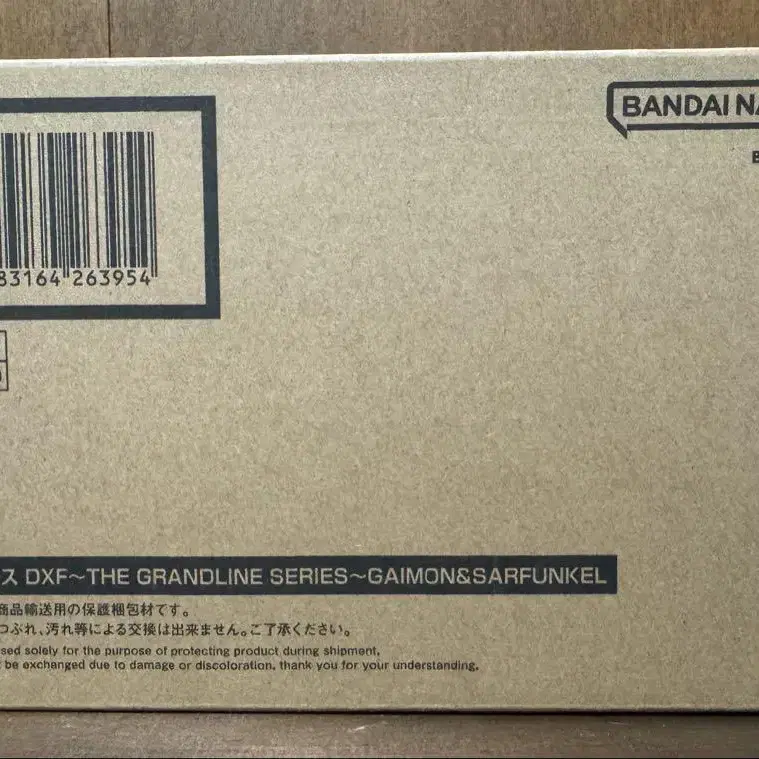 BANDAI NA
B
83164 263954
ス DXF～THE GRANDLINE SERIES～GAIMON&SARFUNKEL
商品輸送用の保護梱包材です。
つぶれ、汚れ等による交換は出来ません。ご了承ください。
sed solely for the purpose of protecting product during shipment.
be exchanged due to damage or discoloration, thank you for your understanding.